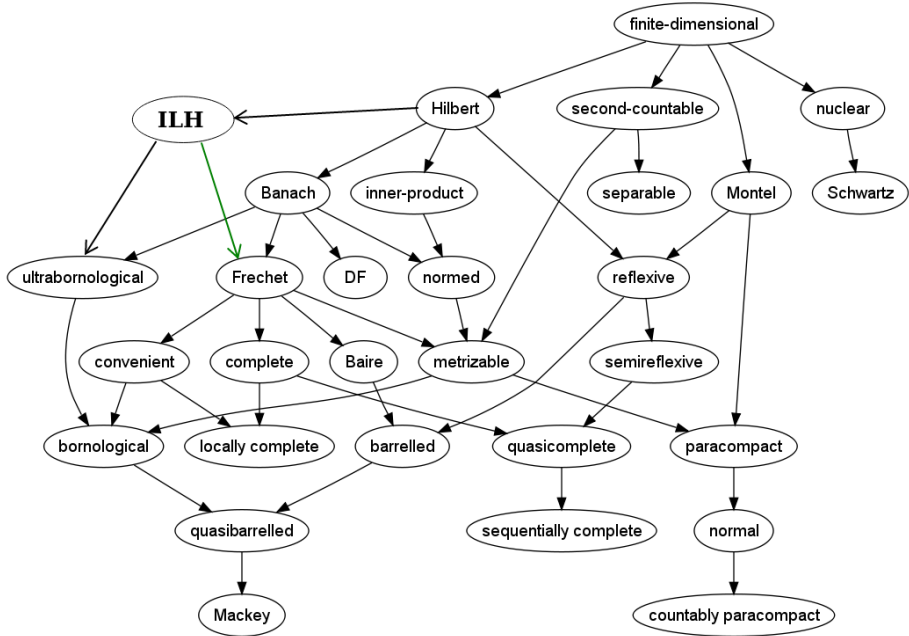 finite-dimensional
ILH
Hilbert
second-countable
nuclear
Banach
inner-product
separable
Montel
Schwartz
ultrabornological
Frechet
DF
normed
reflexive
convenient
complete
Baire
metrizable
semireflexive
bornological
locally complete
barrelled
quasicomplete
paracompact
quasibarrelled
sequentially complete
normal
Mackey
countably paracompact